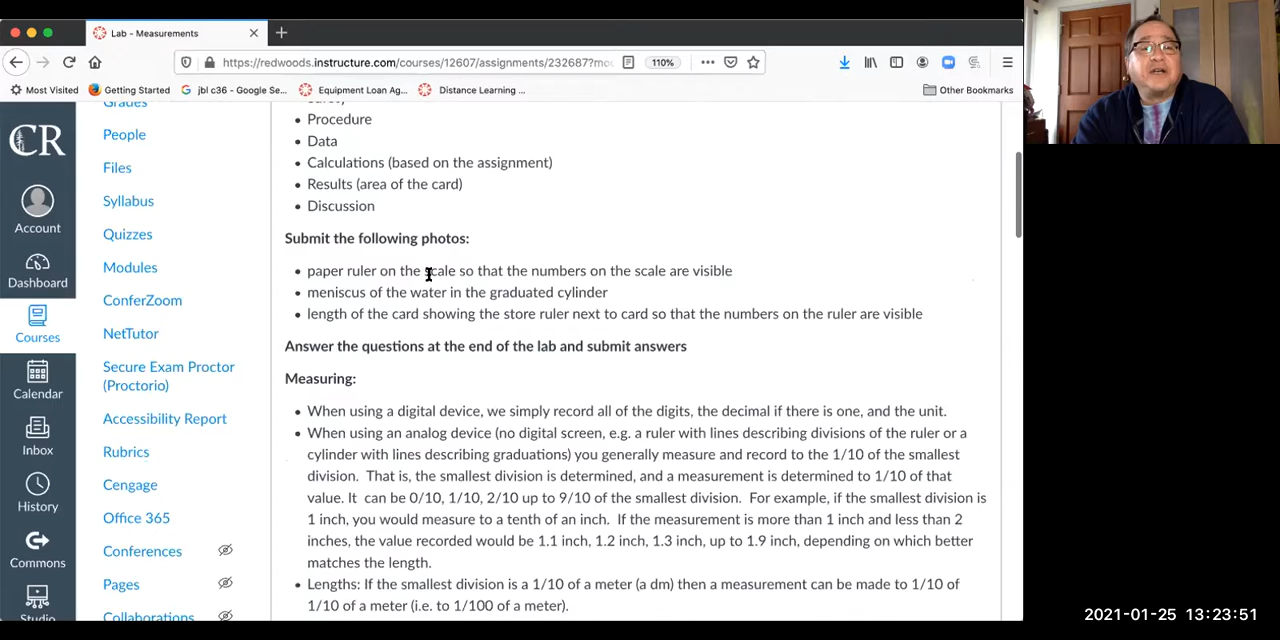 Lab - Measurements
https://redwoods.instructure.com/courses/12607/assignments/232687?mo
110%
Most Visited
Getting Started
jbl c36 - Google Se...
Equipment Loan Ag...
Distance Learning ...
Other Bookmarks
CR
Account
Dashboard
Courses
Calendar
Inbox
History
Commons
Studio
Grades
People
Files
Syllabus
Quizzes
Modules
ConferZoom
NetTutor
Secure Exam Proctor
(Proctorio)
Accessibility Report
Rubrics
Cengage
Office 365
Conferences
Pages
Collaborations
• Procedure
• Data
• Calculations (based on the assignment)
• Results (area of the card)
• Discussion
Submit the following photos:
• paper ruler on the scale so that the numbers on the scale are visible
• meniscus of the water in the graduated cylinder
• length of the card showing the store ruler next to card so that the numbers on the ruler are visible
Answer the questions at the end of the lab and submit answers
Measuring:
• When using a digital device, we simply record all of the digits, the decimal if there is one, and the unit.
• When using an analog device (no digital screen, e.g. a ruler with lines describing divisions of the ruler or a
cylinder with lines describing graduations) you generally measure and record to the 1/10 of the smallest
division. That is, the smallest division is determined, and a measurement is determined to 1/10 of that
value. It can be 0/10, 1/10, 2/10 up to 9/10 of the smallest division. For example, if the smallest division is
1 inch, you would measure to a tenth of an inch. If the measurement is more than 1 inch and less than 2
inches, the value recorded would be 1.1 inch, 1.2 inch, 1.3 inch, up to 1.9 inch, depending on which better
matches the length.
• Lengths: If the smallest division is a 1/10 of a meter (a dm) then a measurement can be made to 1/10 of
1/10 of a meter (i.e. to 1/100 of a meter).
2021-01-25 13:23:51